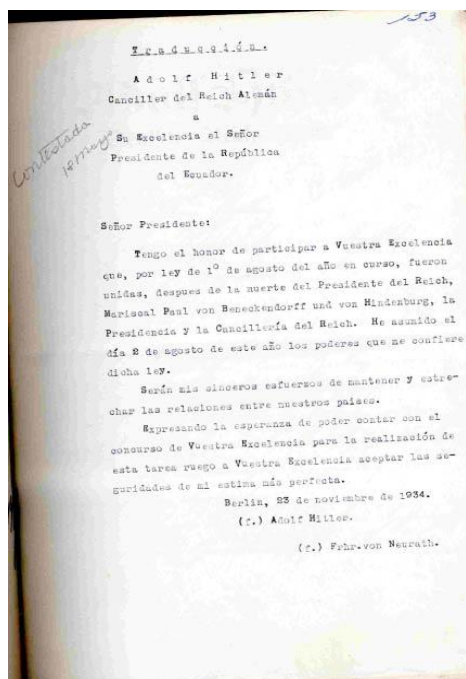 153
Traducción.
Adolf Hitler
Canciller del Reich Alemán
a
Su Excelencia el Señor
Presidente de la República
del Ecuador.
Contestado
12 Mayo
Señor Presidente:
Tengo el honor de participar a Vuestra Excelencia
que, por ley de 1º de agosto del año en curso, fueron
unidas, despues de la muerte del Presidente del Reich,
Mariscal Paul von Beneckendorff und von Hindenburg, la
Presidencia y la Cancillería del Reich. He asumido el
día 2 de agosto de este año los poderes que me confiere
dicha ley.
Serán mis sinceros esfuerzos de mantener y estre-
char las relaciones entre nuestros paises.
Expresando la esperanza de poder contar con el
concurso de Vuestra Excelencia para la realización de
esta tarea ruego a Vuestra Excelencia aceptar las se-
guridades de mi estima más perfecta.
Berlin, 23 de noviembre de 1934.
(f.) Adolf Hitler.
(f.) Frhr.von Neurath.